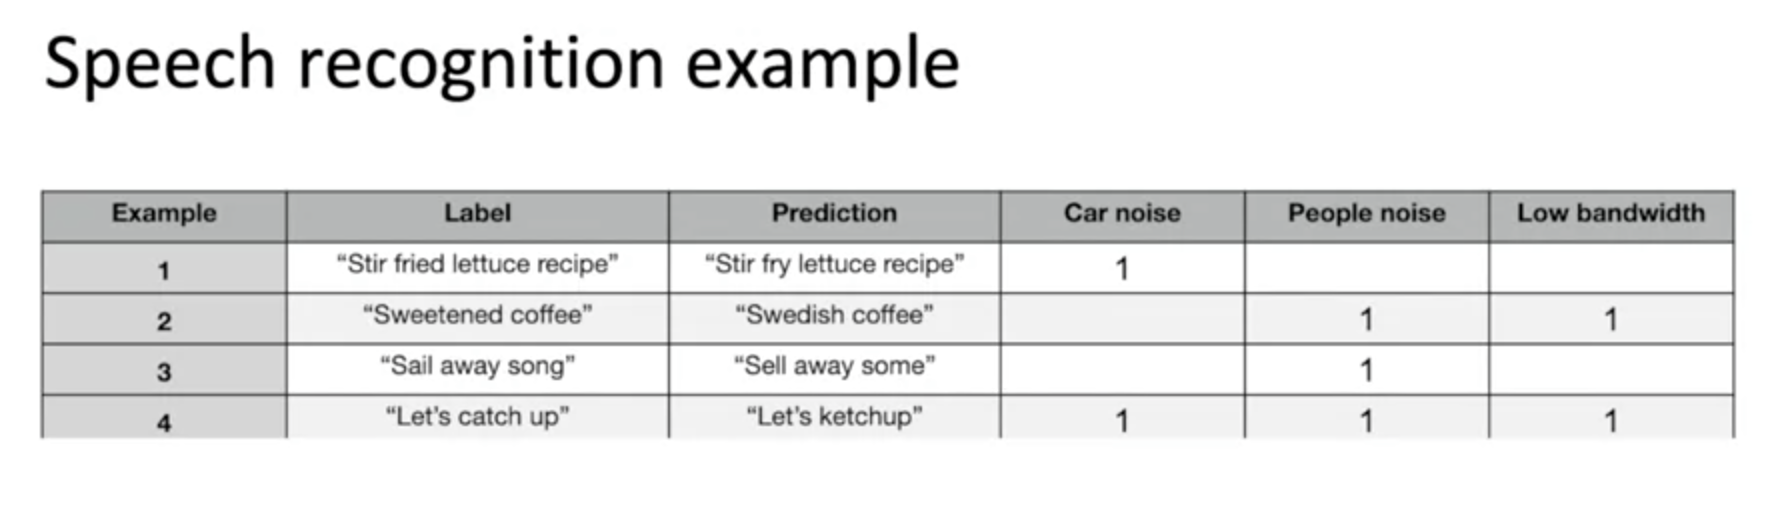 Speech recognition example
Example Label Prediction Car noise People noise Low bandwidth
1 “Stir fried lettuce recipe” “Stir fry lettuce recipe” 1
2 “Sweetened coffee” “Swedish coffee” 1 1
3 “Sail away song” “Sell away some” 1
4 “Let’s catch up” “Let’s ketchup” 1 1 1